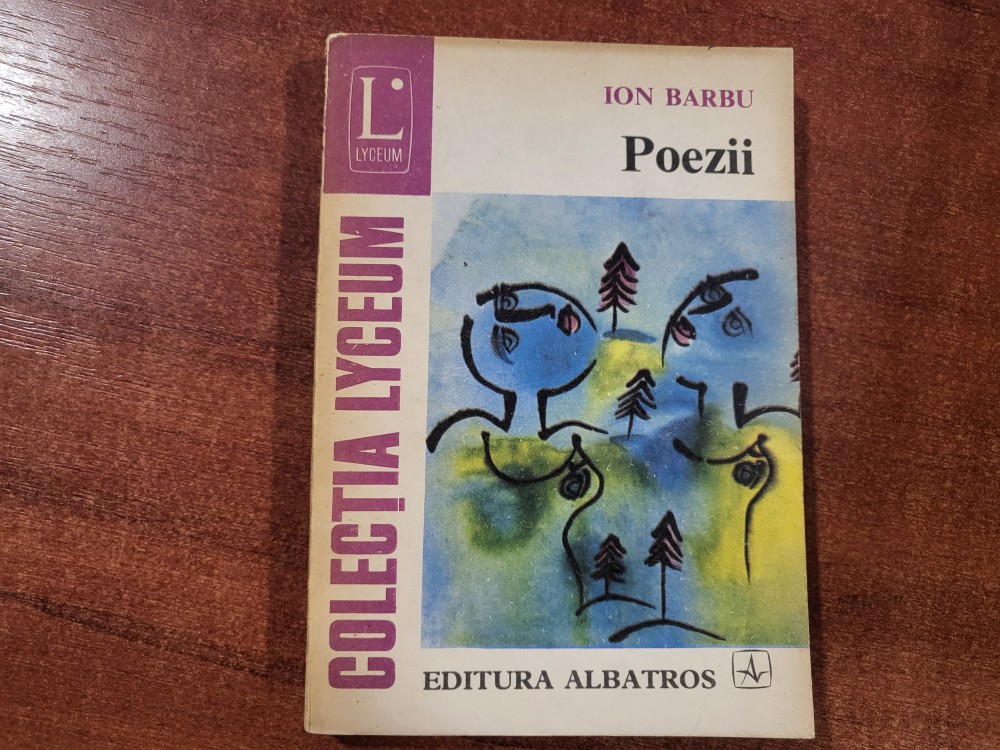 L
LYCEUM
ION BARBU
Poezii
COLECȚIA LYCEUM
EDITURA ALBATROS